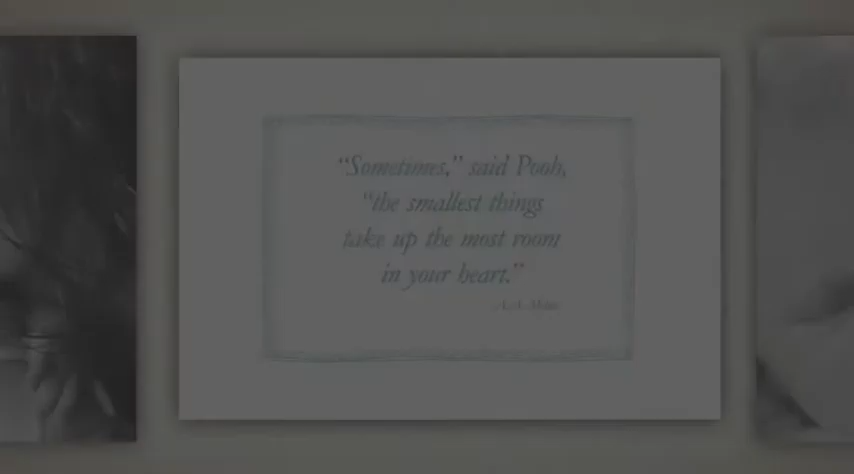 “Sometimes,” said Pooh,
“the smallest things
take up the most room
in your heart.”